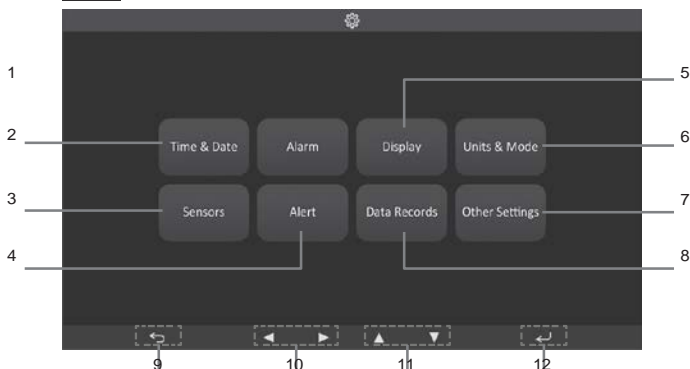 1
5
2
Time & Date
Alarm
Display
Units & Mode
6
3
Sensors
Alert
Data Records
Other Settings
7
4
8
9
10
11
12